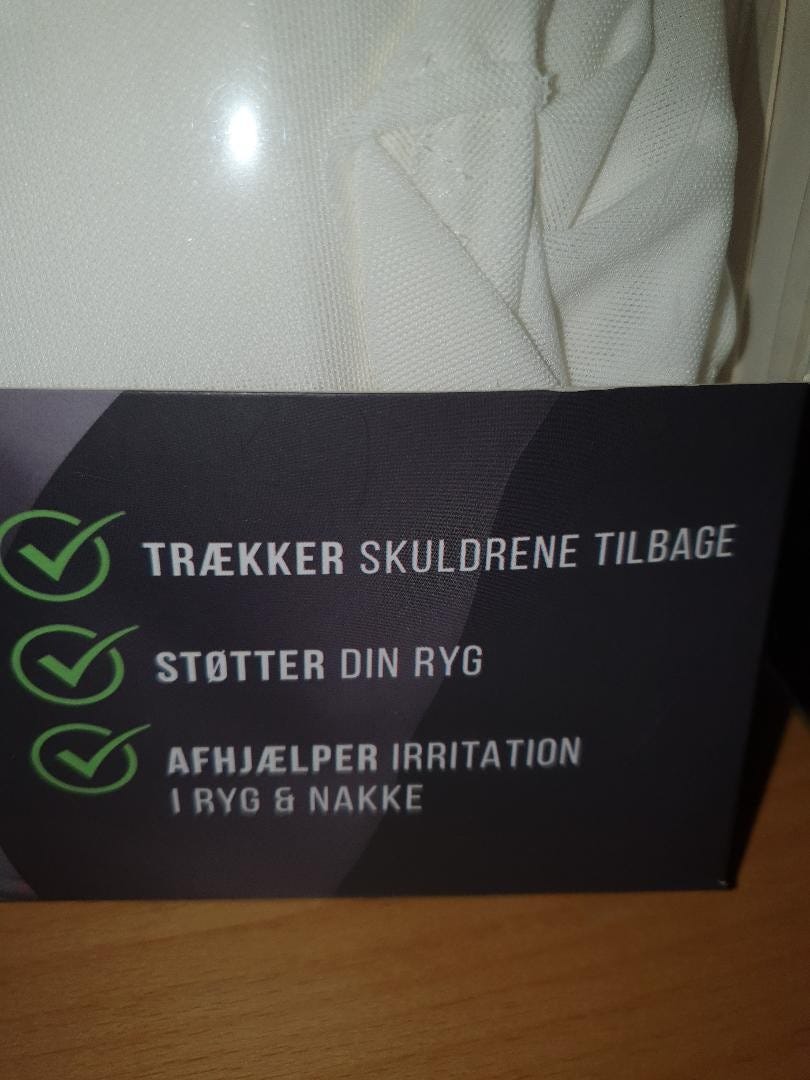 TRÆKKER SKULDRENE TILBAGE
STØTTER DIN RYG
AFHJÆLPER IRRITATION
I RYG & NAKKE